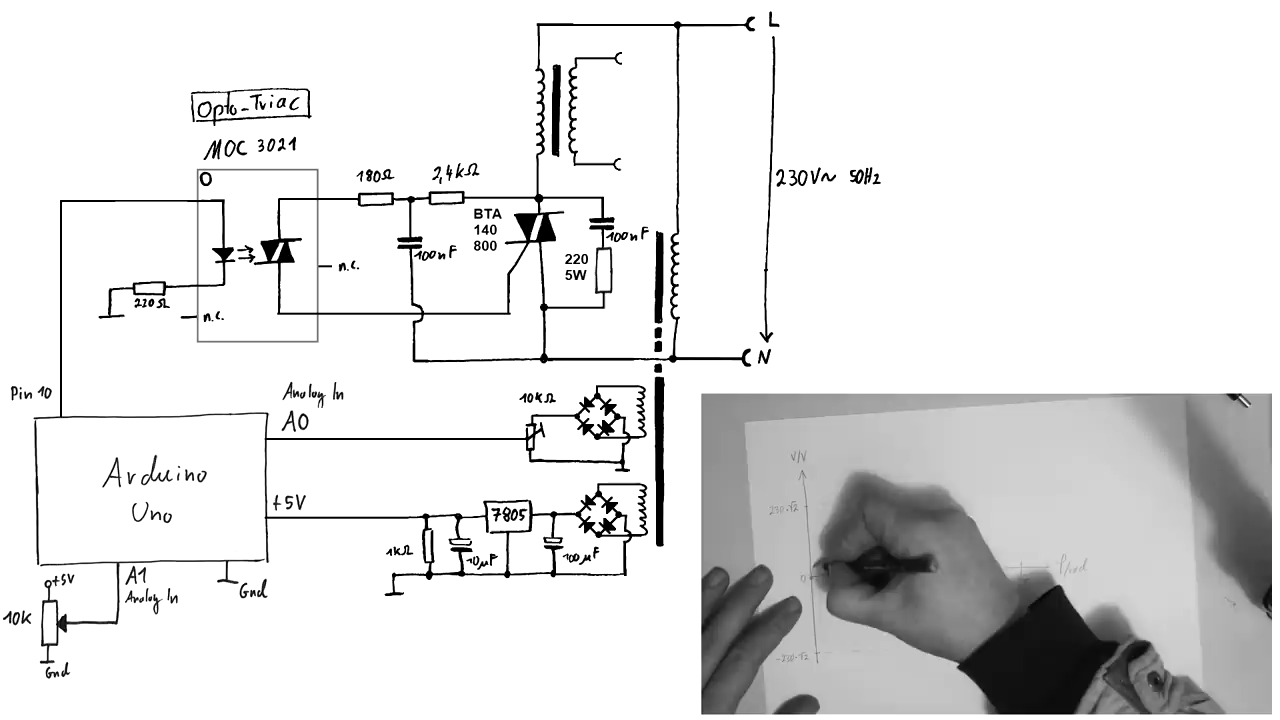 L
Opto-Triac
MOC 3021
O
180Ω
2,4kΩ
230V~ 50Hz
BTA
140
800
100nF
100nF
220
5W
n.c.
220Ω
n.c.
N
Pin 10
Analog In
A0
10kΩ
Arduino
Uno
+5V
7805
1kΩ
10µF
100µF
+5V
A1
Analog In
Gnd
10K
Gnd
V/V
230·√2
0
φ/rad
-230·√2